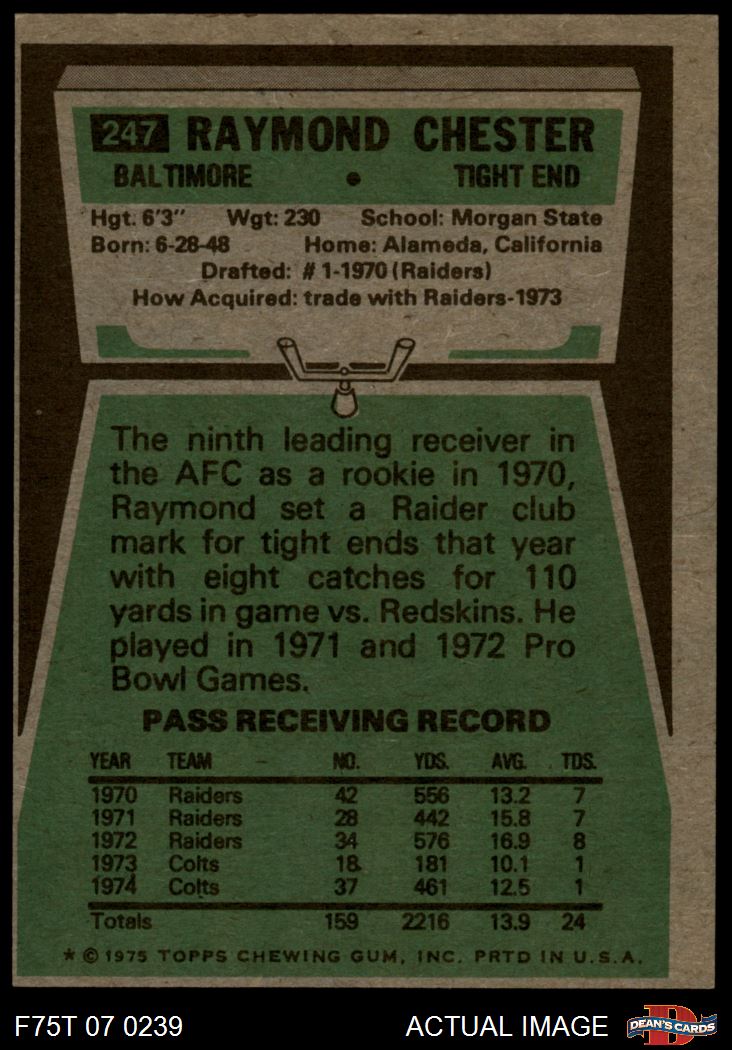 247 RAYMOND CHESTER
BALTIMORE • TIGHT END
Hgt. 6'3" Wgt: 230 School: Morgan State
Born: 6-28-48 Home: Alameda, California
Drafted: # 1-1970 (Raiders)
How Acquired: trade with Raiders-1973
The ninth leading receiver in
the AFC as a rookie in 1970,
Raymond set a Raider club
mark for tight ends that year
with eight catches for 110
yards in game vs. Redskins. He
played in 1971 and 1972 Pro
Bowl Games.
PASS RECEIVING RECORD
YEAR TEAM NO. YDS. AVG. TDS.
1970 Raiders 42 556 13.2 7
1971 Raiders 28 442 15.8 7
1972 Raiders 34 576 16.9 8
1973 Colts 18 181 10.1 1
1974 Colts 37 461 12.5 1
Totals 159 2216 13.9 24
* © 1975 TOPPS CHEWING GUM, INC. PRTD IN U.S.A.
F75T 07 0239 ACTUAL IMAGE DEAN'S CARDS